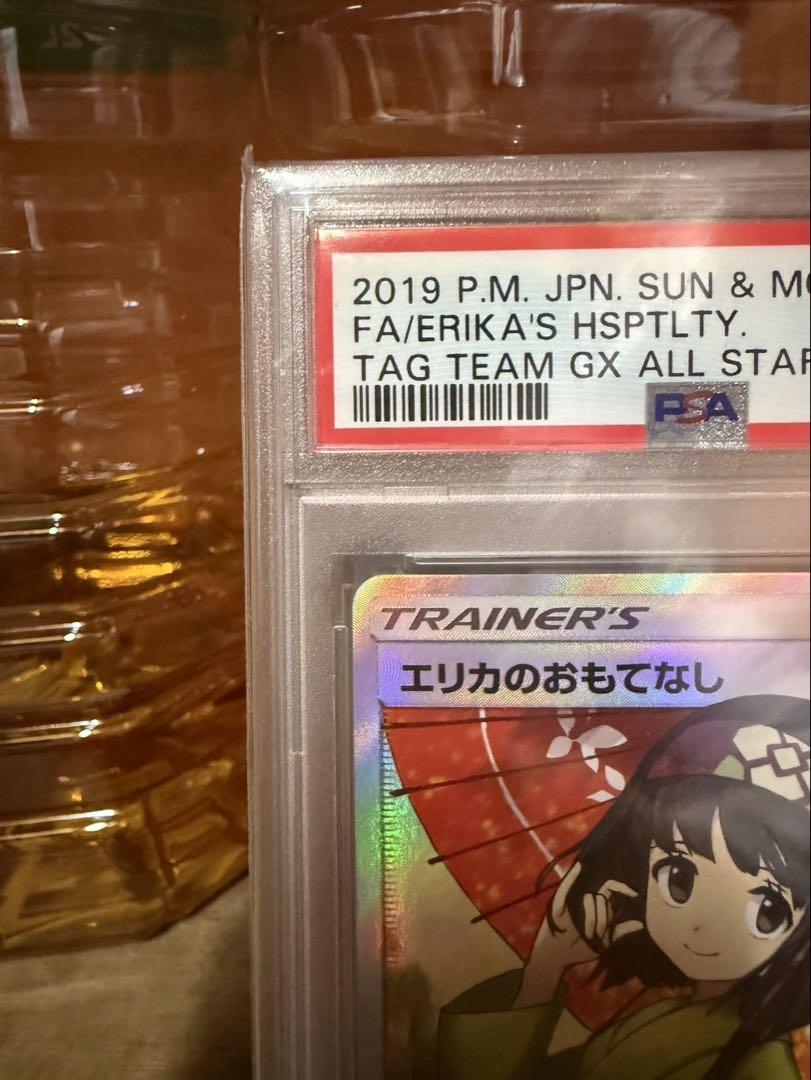 2L
2019 P.M. JPN. SUN & MO
FA/ERIKA'S HSPTLTY.
TAG TEAM GX ALL STAR
PSA
TRAINER'S
エリカのおもてなし